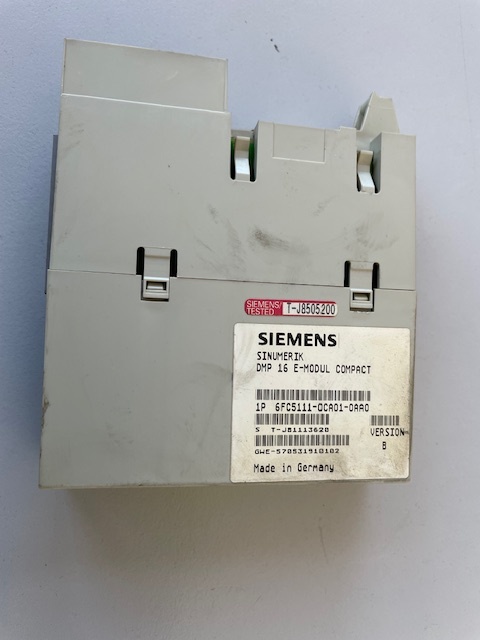 SIEMENS/ TESTED T-J8505200
SIEMENS
SINUMERIK
DMP 16 E-MODUL COMPACT
1P 6FC5111-0CA01-0AA0
S T-J81113620
VERSION
B
GWE-570531910102
Made in Germany